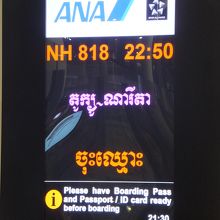 ANA
NH 818 22:50
តូក្យូ-ណារីតា
ចុះឈ្មោះ
Please have Boarding Pass
and Passport / ID card ready
before boarding
21:30